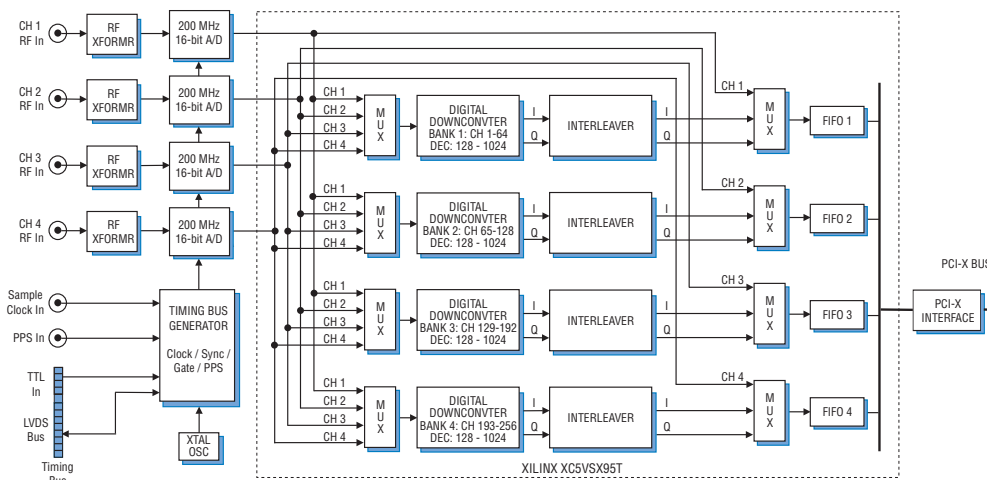 CH 1
RF In
RF
XFORMR
200 MHz
16-bit A/D
CH 2
RF In
RF
XFORMR
200 MHz
16-bit A/D
CH 3
RF In
RF
XFORMR
200 MHz
16-bit A/D
CH 4
RF In
RF
XFORMR
200 MHz
16-bit A/D
Sample
Clock In
PPS In
TTL
In
LVDS
Bus
Timing
Bus
TIMING BUS
GENERATOR
Clock / Sync /
Gate / PPS
XTAL
OSC
CH 1
CH 2
CH 3
CH 4
MUX
DIGITAL
DOWNCONVTER
BANK 1: CH 1-64
DEC: 128 - 1024
I
Q
INTERLEAVER
I
Q
CH 1
MUX
FIFO 1
CH 1
CH 2
CH 3
CH 4
MUX
DIGITAL
DOWNCONVTER
BANK 2: CH 65-128
DEC: 128 - 1024
I
Q
INTERLEAVER
I
Q
CH 2
MUX
FIFO 2
CH 1
CH 2
CH 3
CH 4
MUX
DIGITAL
DOWNCONVTER
BANK 3: CH 129-192
DEC: 128 - 1024
I
Q
INTERLEAVER
I
Q
CH 3
MUX
FIFO 3
CH 1
CH 2
CH 3
CH 4
MUX
DIGITAL
DOWNCONVTER
BANK 4: CH 193-256
DEC: 128 - 1024
I
Q
INTERLEAVER
I
Q
CH 4
MUX
FIFO 4
PCI-X BUS
PCI-X
INTERFACE
XILINX XC5VSX95T